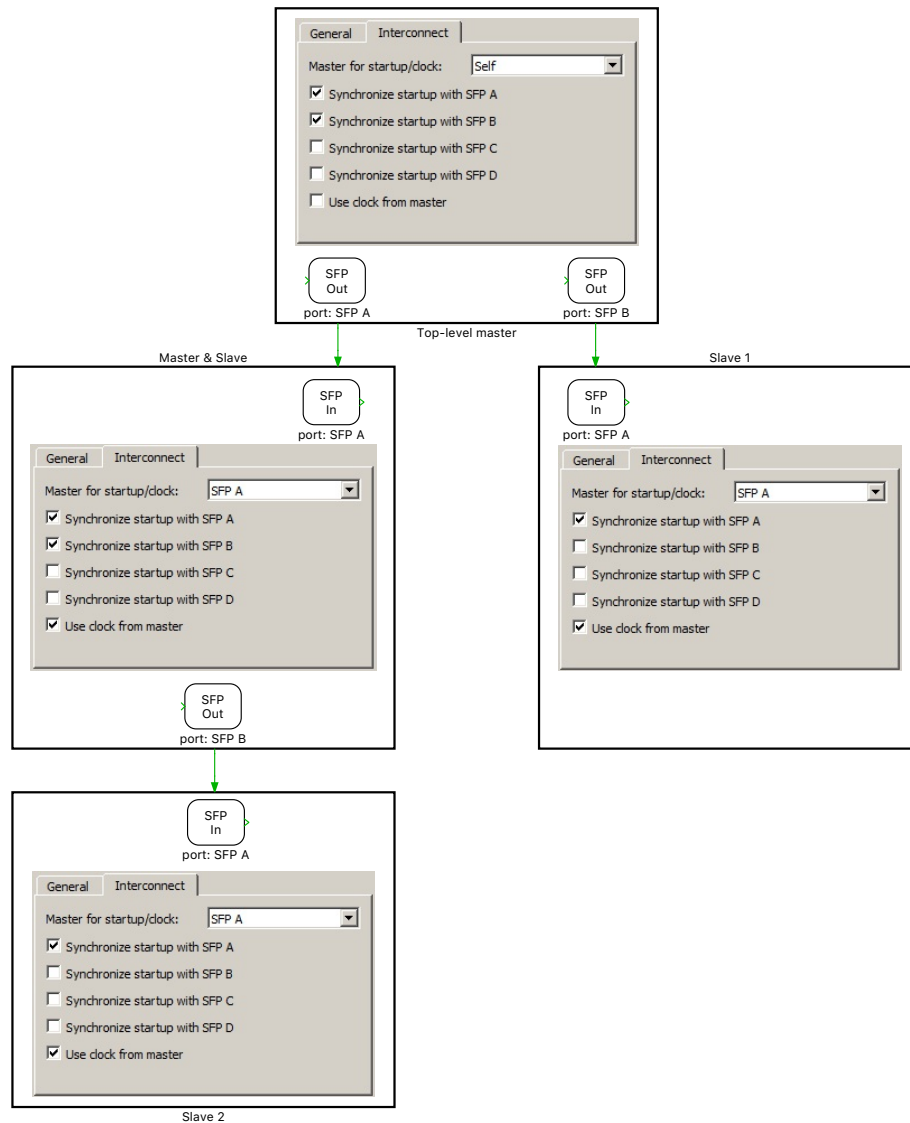 General Interconnect
Master for startup/clock: Self
Synchronize startup with SFP A
Synchronize startup with SFP B
Synchronize startup with SFP C
Synchronize startup with SFP D
Use clock from master
SFP
Out
port: SFP A
SFP
Out
port: SFP B
Top-level master
Master & Slave
SFP
In
port: SFP A
General Interconnect
Master for startup/clock: SFP A
Synchronize startup with SFP A
Synchronize startup with SFP B
Synchronize startup with SFP C
Synchronize startup with SFP D
Use clock from master
SFP
Out
port: SFP B
Slave 1
SFP
In
port: SFP A
General Interconnect
Master for startup/clock: SFP A
Synchronize startup with SFP A
Synchronize startup with SFP B
Synchronize startup with SFP C
Synchronize startup with SFP D
Use clock from master
SFP
In
port: SFP A
General Interconnect
Master for startup/clock: SFP A
Synchronize startup with SFP A
Synchronize startup with SFP B
Synchronize startup with SFP C
Synchronize startup with SFP D
Use clock from master
Slave 2